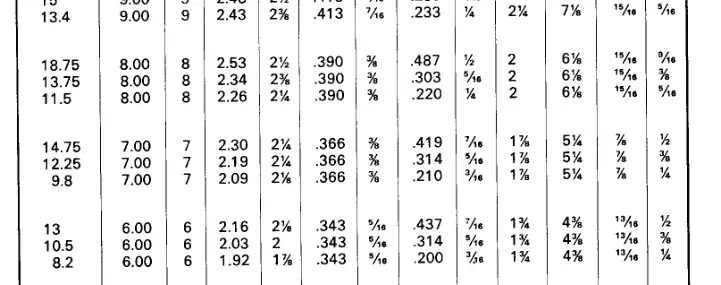 13.4 9.00 9 2.43 2⅜ .413 7/16 .233 ¼ 2¼ 7⅛ 15/16 5/16
18.75 8.00 8 2.53 2½ .390 ⅜ .487 ½ 2 6⅛ 15/16 9/16
13.75 8.00 8 2.34 2⅜ .390 ⅜ .303 5/16 2 6⅛ 15/16 ⅜
11.5 8.00 8 2.26 2¼ .390 ⅜ .220 ¼ 2 6⅛ 15/16 5/16
14.75 7.00 7 2.30 2¼ .366 ⅜ .419 7/16 1⅞ 5¼ ⅞ ½
12.25 7.00 7 2.19 2¼ .366 ⅜ .314 5/16 1⅞ 5¼ ⅞ ⅜
9.8 7.00 7 2.09 2⅛ .366 ⅜ .210 3/16 1⅞ 5¼ ⅞ ¼
13 6.00 6 2.16 2⅛ .343 5/16 .437 7/16 1¾ 4⅜ 13/16 ½
10.5 6.00 6 2.03 2 .343 5/16 .314 5/16 1¾ 4⅜ 13/16 ⅜
8.2 6.00 6 1.92 1⅞ .343 5/16 .200 3/16 1¾ 4⅜ 13/16 ¼